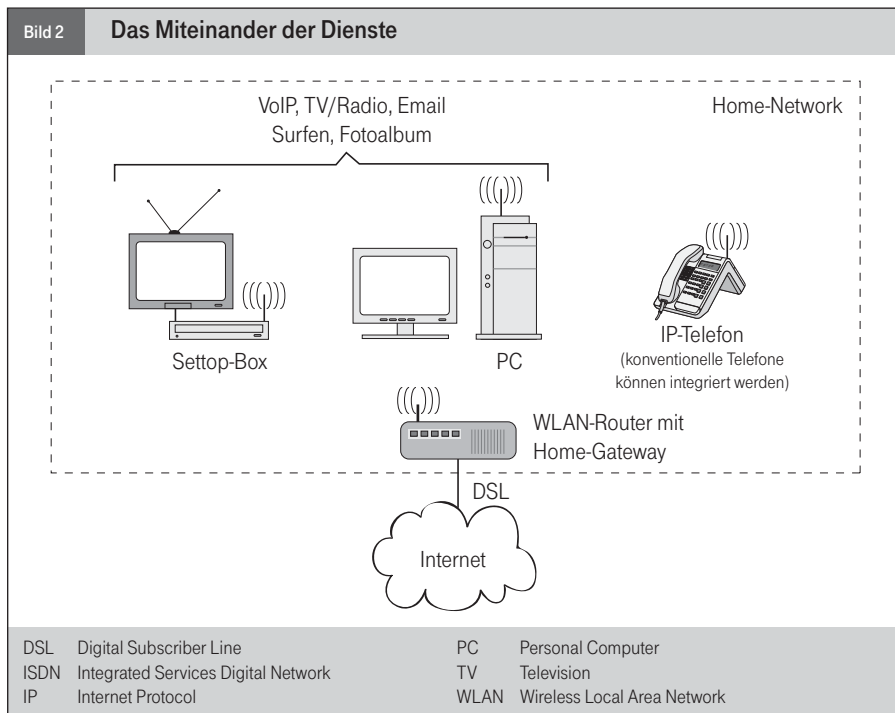 Bild 2 Das Miteinander der Dienste
VoIP, TV/Radio, Email
Surfen, Fotoalbum
Home-Network
Settop-Box
PC
IP-Telefon
(konventionelle Telefone
können integriert werden)
WLAN-Router mit
Home-Gateway
DSL
Internet
DSL Digital Subscriber Line
ISDN Integrated Services Digital Network
IP Internet Protocol
PC Personal Computer
TV Television
WLAN Wireless Local Area Network